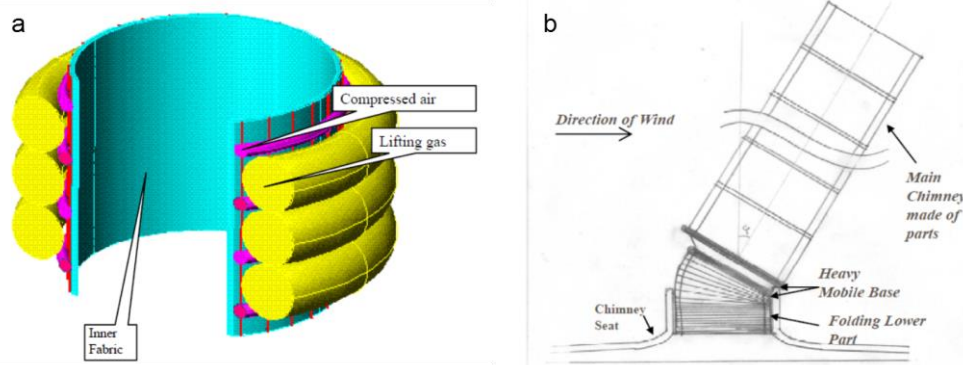 a
Compressed air
Lifting gas
Inner
Fabric
b
Direction of Wind
α
Main
Chimney
made of
parts
Heavy
Mobile Base
Chimney
Seat
Folding Lower
Part